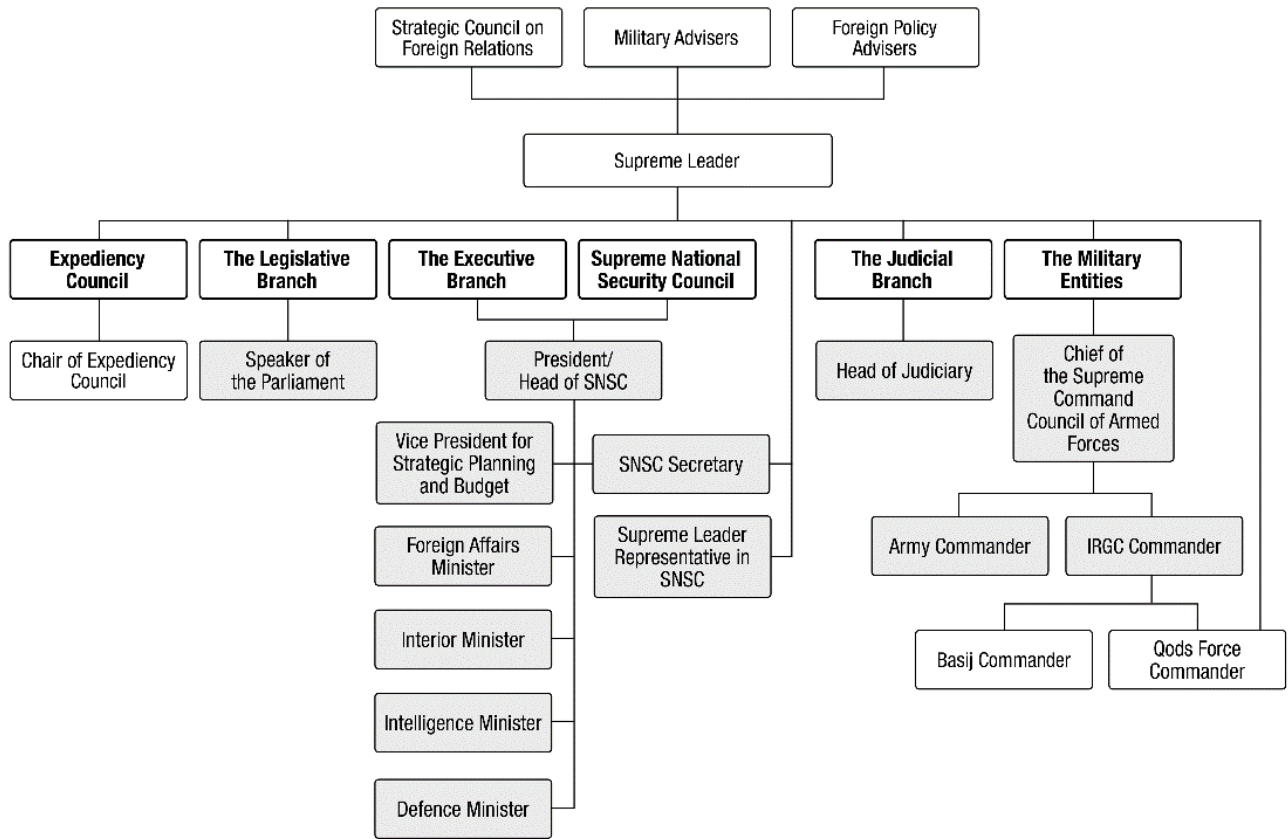 Strategic Council on
Foreign Relations
Military Advisers
Foreign Policy
Advisers
Supreme Leader
Expediency
Council
The Legislative
Branch
The Executive
Branch
Supreme National
Security Council
The Judicial
Branch
The Military
Entities
Chair of Expediency
Council
Speaker of
the Parliament
President/
Head of SNSC
Head of Judiciary
Chief of
the Supreme
Command
Council of Armed
Forces
Vice President for
Strategic Planning
and Budget
SNSC Secretary
Foreign Affairs
Minister
Supreme Leader
Representative in
SNSC
Army Commander
IRGC Commander
Interior Minister
Basij Commander
Qods Force
Commander
Intelligence Minister
Defence Minister